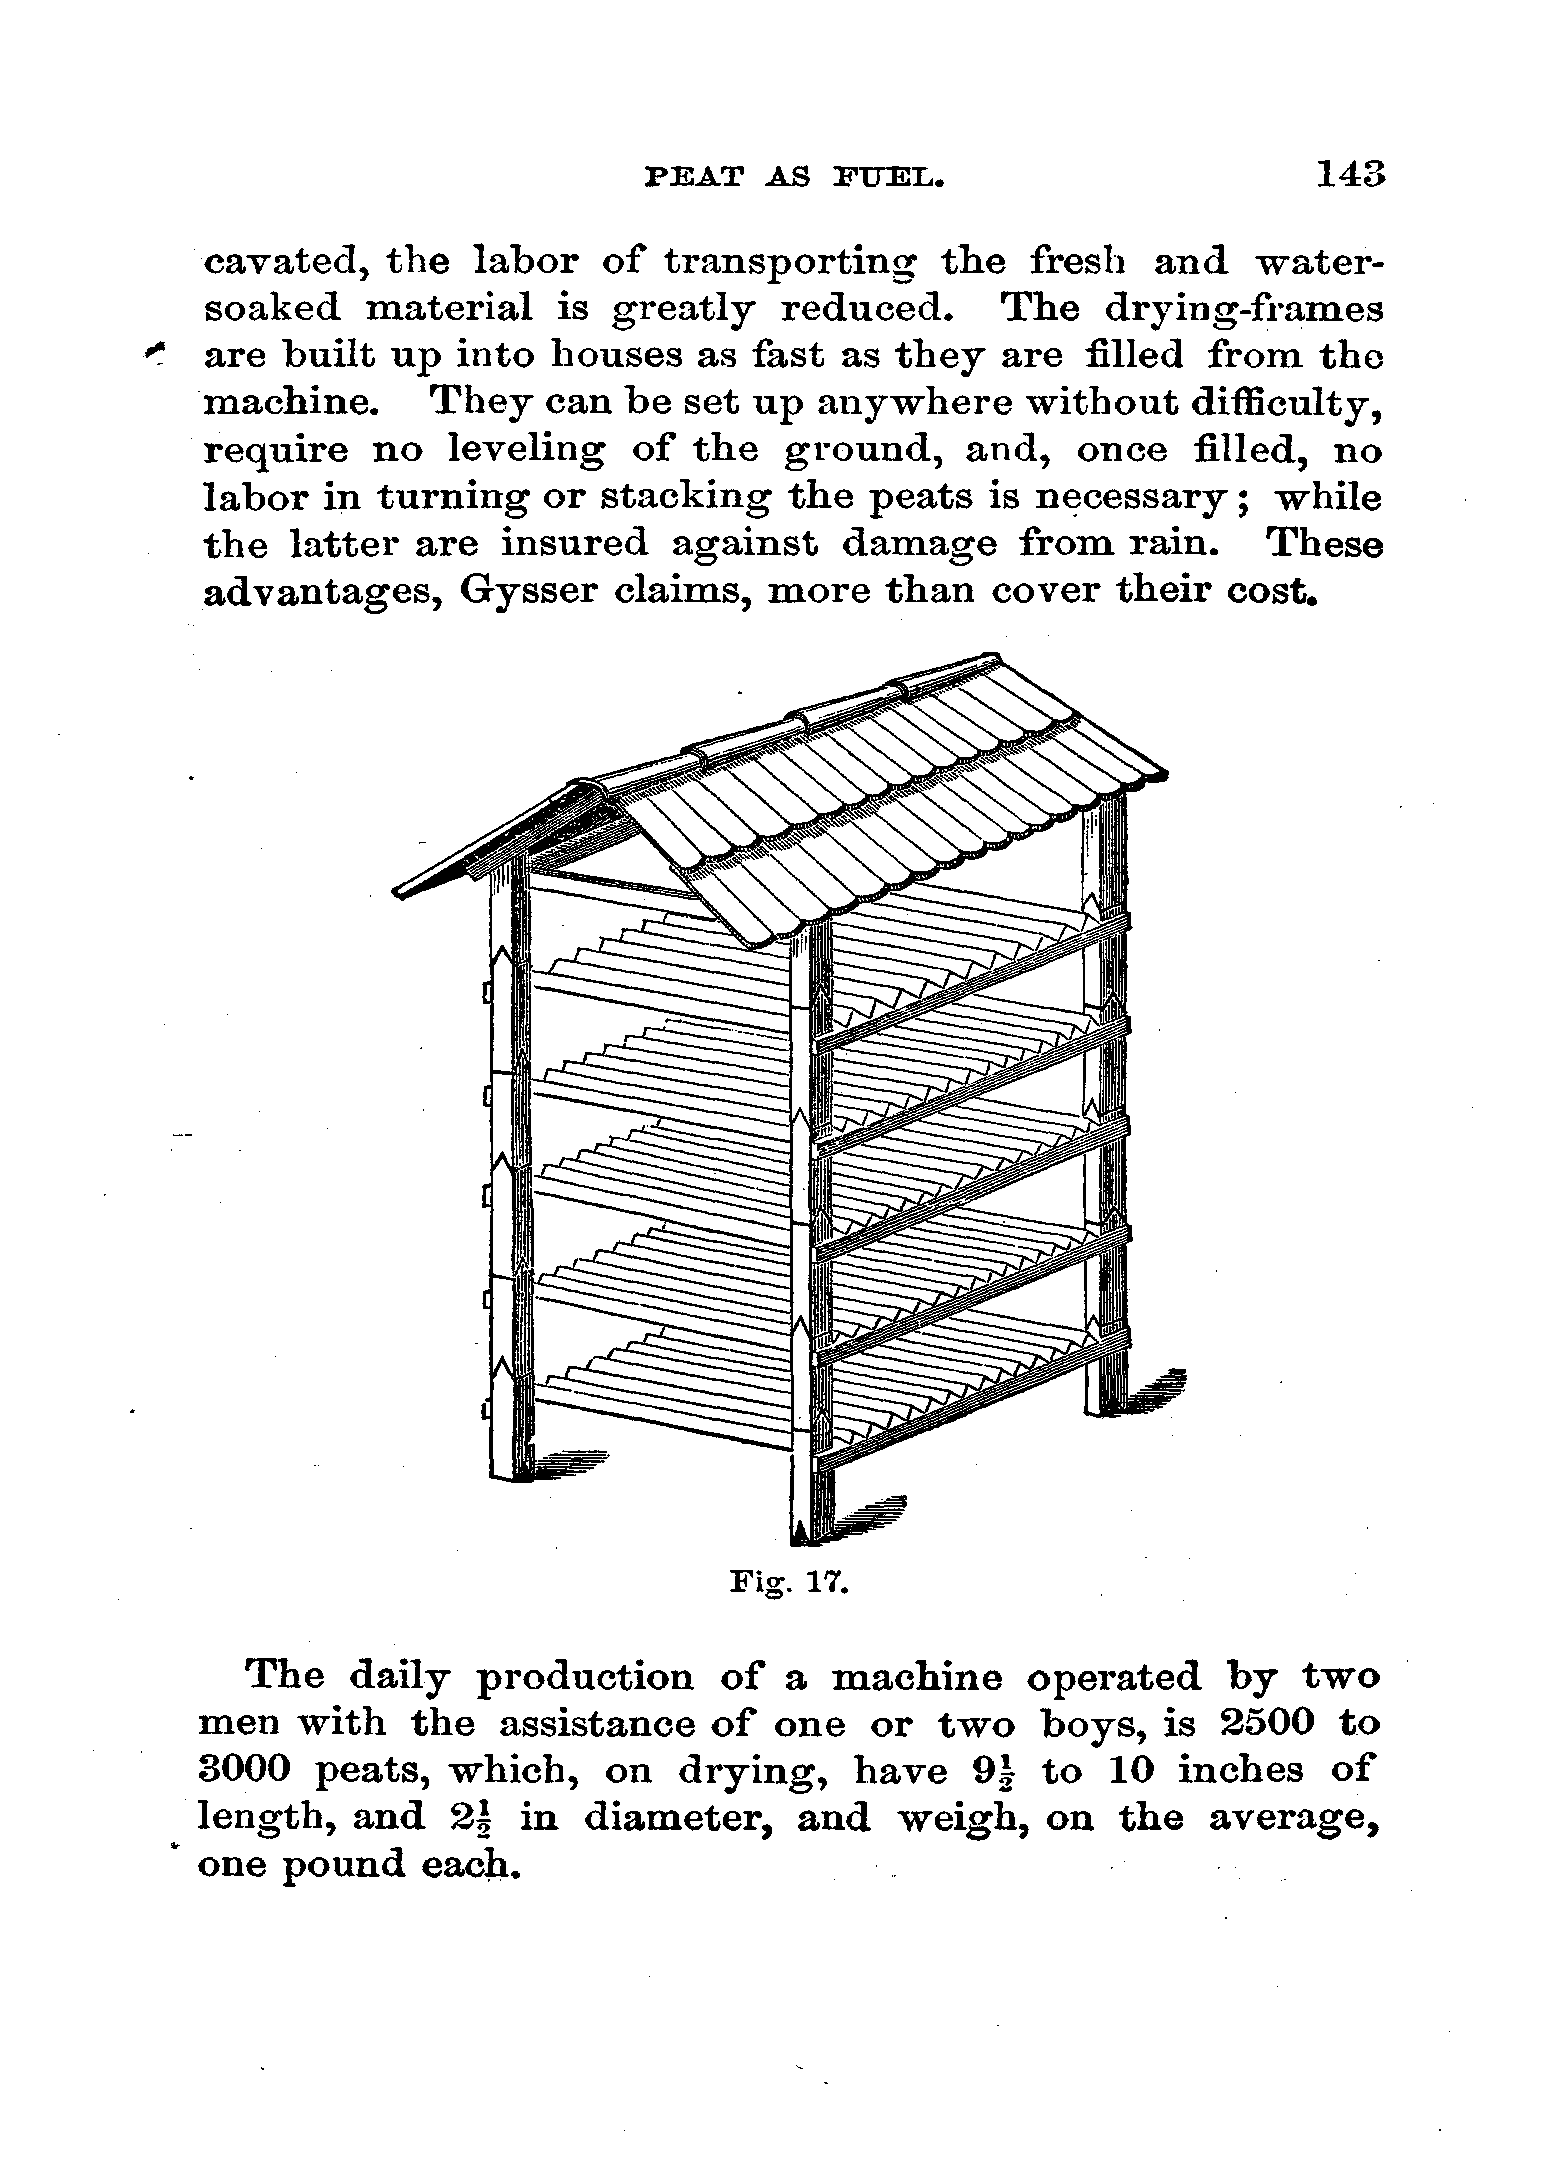 PEAT AS FUEL. 143
cavated, the labor of transporting the fresh and water-
soaked material is greatly reduced. The drying-frames
are built up into houses as fast as they are filled from the
machine. They can be set up anywhere without difficulty,
require no leveling of the ground, and, once filled, no
labor in turning or stacking the peats is necessary; while
the latter are insured against damage from rain. These
advantages, Gysser claims, more than cover their cost.
Fig. 17.
The daily production of a machine operated by two
men with the assistance of one or two boys, is 2500 to
3000 peats, which, on drying, have 9½ to 10 inches of
length, and 2½ in diameter, and weigh, on the average,
one pound each.